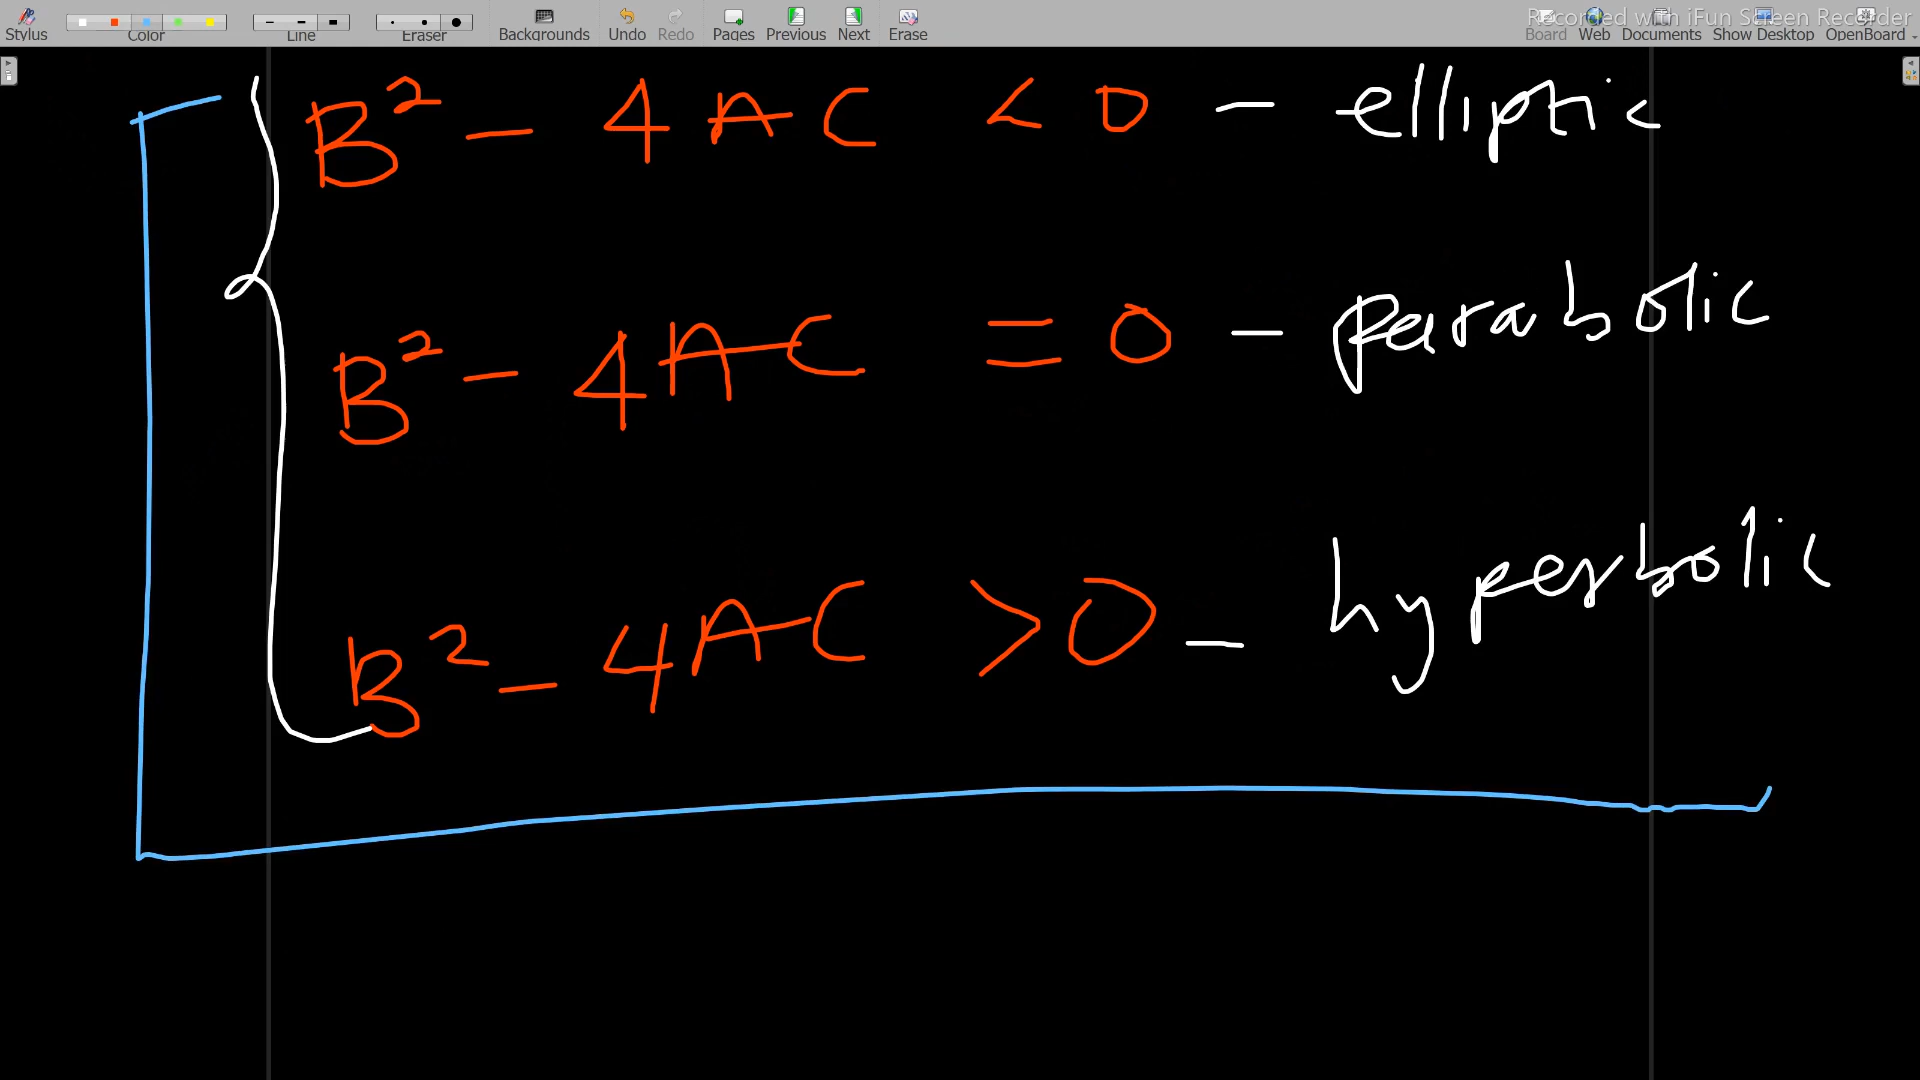 Recorded with iFun Screen Recorder
Stylus Color Line Eraser Backgrounds Undo Redo Pages Previous Next Erase Board Web Documents Show Desktop OpenBoard
B² - 4AC < 0 - elliptic
B² - 4AC = 0 - parabolic
B² - 4AC > 0 - hyperbolic